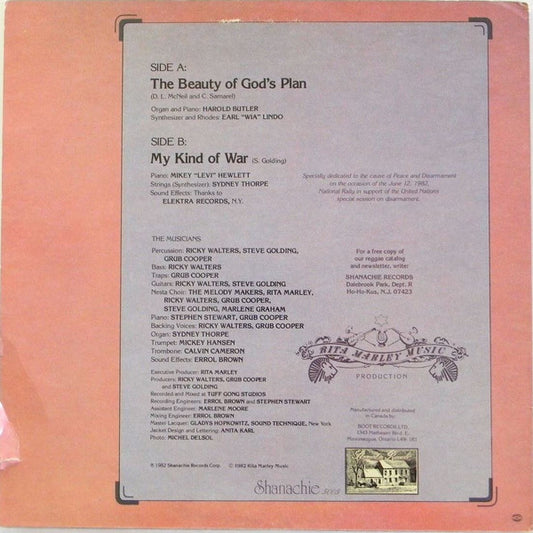 SIDE A:
The Beauty of God's Plan
(D. L. McNeil and C. Samarel)
Organ and Piano: HAROLD BUTLER
Synthesizer and Rhodes: EARL "WIA" LINDO
SIDE B:
My Kind of War (S. Golding)
Piano: MIKEY "LEVI" HEWLETT
Strings (Synthesizer): SYDNEY THORPE
Sound Effects: Thanks to
ELEKTRA RECORDS, N.Y.
Specially dedicated to the cause of Peace and Disarmament
on the occasion of the June 12, 1982,
National Rally in support of the United Nations
special session on disarmament.
THE MUSICIANS
Percussion: RICKY WALTERS, STEVE GOLDING,
GRUB COOPER
Bass: RICKY WALTERS
Traps: GRUB COOPER
Guitars: RICKY WALTERS, STEVE GOLDING
Nesta Choir: THE MELODY MAKERS, RITA MARLEY,
RICKY WALTERS, GRUB COOPER,
STEVE GOLDING, MARLENE GRAHAM
Piano: STEPHEN STEWART, GRUB COOPER
Backing Voices: RICKY WALTERS, GRUB COOPER
Organ: SYDNEY THORPE
Trumpet: MICKEY HANSEN
Trombone: CALVIN CAMERON
Sound Effects: ERROL BROWN
For a free copy of
our reggae catalog
and newsletter, writer
SHANACHIE RECORDS
Dalebrook Park, Dept. R
Ho-Ho-Kus, N.J. 07423
RITA MARLEY MUSIC
PRODUCTION
Executive Producer: RITA MARLEY
Producers: RICKY WALTERS, GRUB COOPER
and STEVE GOLDING
Recorded and Mixed at TUFF GONG STUDIOS
Recording Engineers: ERROL BROWN and STEPHEN STEWART
Assistant Engineer: MARLENE MOORE
Mixing Engineer: ERROL BROWN
Master Lacquer: GLADYS HOPKOWITZ, SOUND TECHNIQUE, New York
Jacket Design and Lettering: ANITA KARL
Photo: MICHEL DELSOL
Manufactured and distributed
in Canada by:
BOOT RECORDS LTD.
1343 Matheson Blvd. E.
Mississauga, Ontario L4W 1R1
℗ 1982 Shanachie Records Corp. © 1982 Rita Marley Music
Shanachie